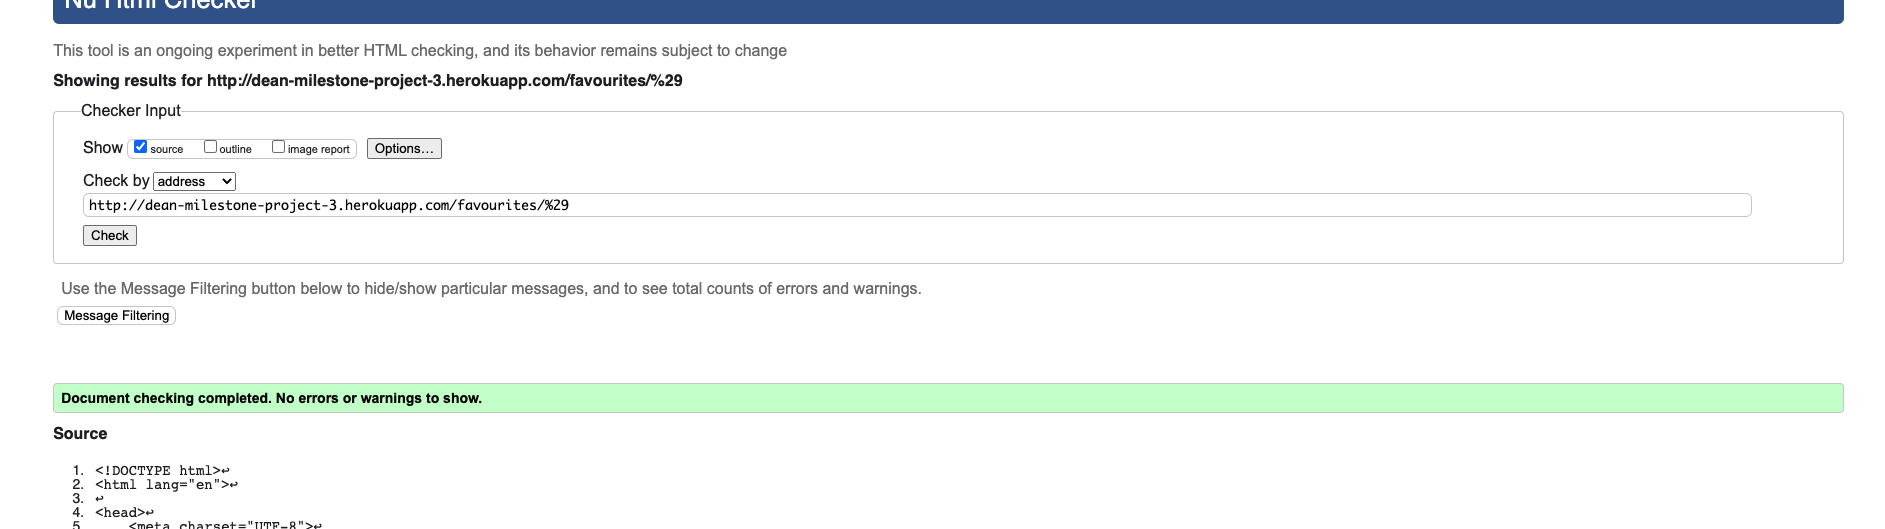 Nu Html Checker
This tool is an ongoing experiment in better HTML checking, and its behavior remains subject to change
Showing results for http://dean-milestone-project-3.herokuapp.com/favourites/%29
Checker Input
Show source outline image report Options...
Check by address
http://dean-milestone-project-3.herokuapp.com/favourites/%29
Check
Use the Message Filtering button below to hide/show particular messages, and to see total counts of errors and warnings.
Message Filtering
Document checking completed. No errors or warnings to show.
Source
1. <!DOCTYPE html>↩
2. <html lang="en">↩
3. ↩
4. <head>↩
5. <meta charset="UTF-8">↩